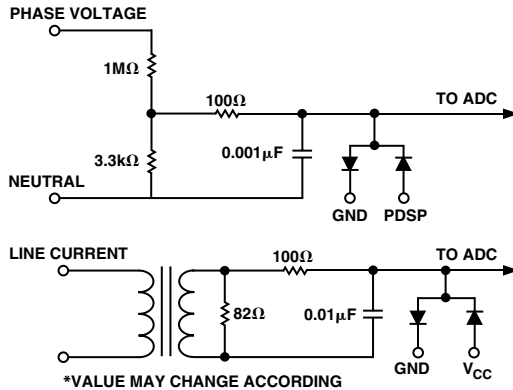 PHASE VOLTAGE
1MΩ
100Ω
TO ADC
3.3kΩ
0.001μF
NEUTRAL
GND
PDSP
LINE CURRENT
100Ω
TO ADC
82Ω
0.01μF
GND
VCC
*VALUE MAY CHANGE ACCORDING